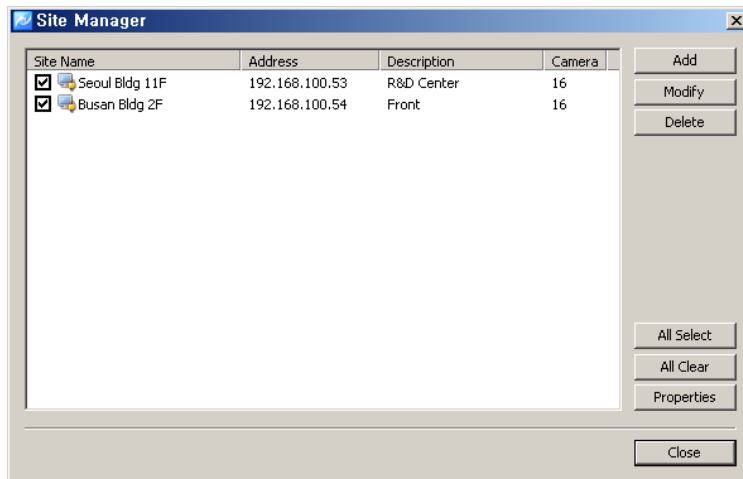 Site Manager
Site Name Address Description Camera
Seoul Bldg 11F 192.168.100.53 R&D Center 16
Busan Bldg 2F 192.168.100.54 Front 16
Add
Modify
Delete
All Select
All Clear
Properties
Close